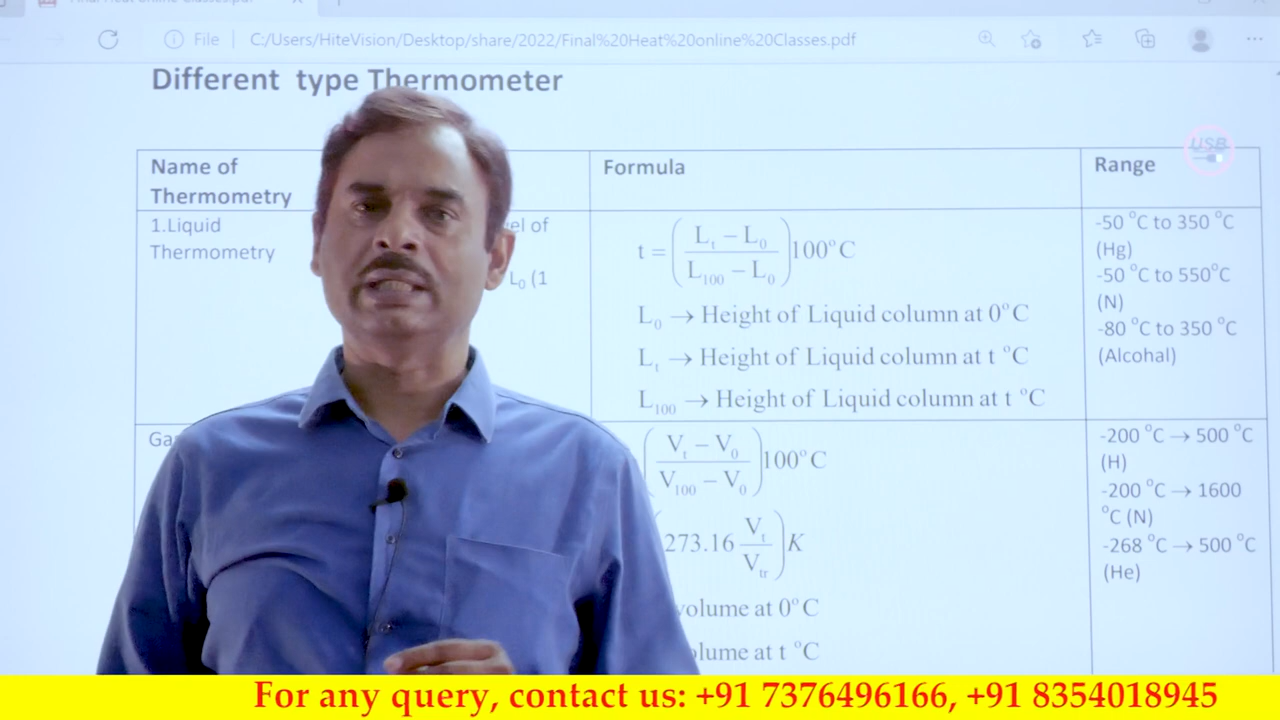 File C:/Users/HiteVision/Desktop/share/2022/Final%20Heat%20online%20Classes.pdf
Different type Thermometer
Name of
Thermometry
Formula
Range
USB
1.Liquid
Thermometry
el of
L₀ (1
t = ( (Lₜ − L₀) / (L₁₀₀ − L₀) ) 100°C
L₀ → Height of Liquid column at 0°C
Lₜ → Height of Liquid column at t °C
L₁₀₀ → Height of Liquid column at t °C
-50 °C to 350 °C
(Hg)
-50 °C to 550°C
(N)
-80 °C to 350 °C
(Alcohal)
Ga
( (Vₜ − V₀) / (V₁₀₀ − V₀) ) 100°C
(273.16 Vₜ / Vₜᵣ) K
volume at 0°C
lume at t °C
-200 °C → 500 °C
(H)
-200 °C → 1600
°C (N)
-268 °C → 500 °C
(He)
For any query, contact us: +91 7376496166, +91 8354018945